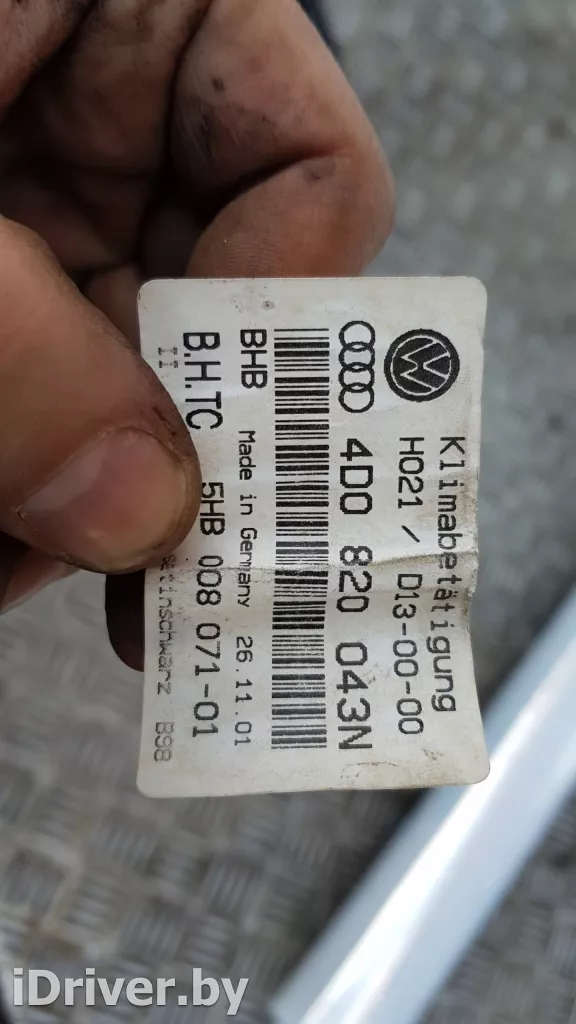 Klimabetätigung
H021 / D13-00-00
4D0 820 043N
BHB Made in Germany 26.11.01
B.H.TC 5HB 008 071-01
B98
iDriver.by